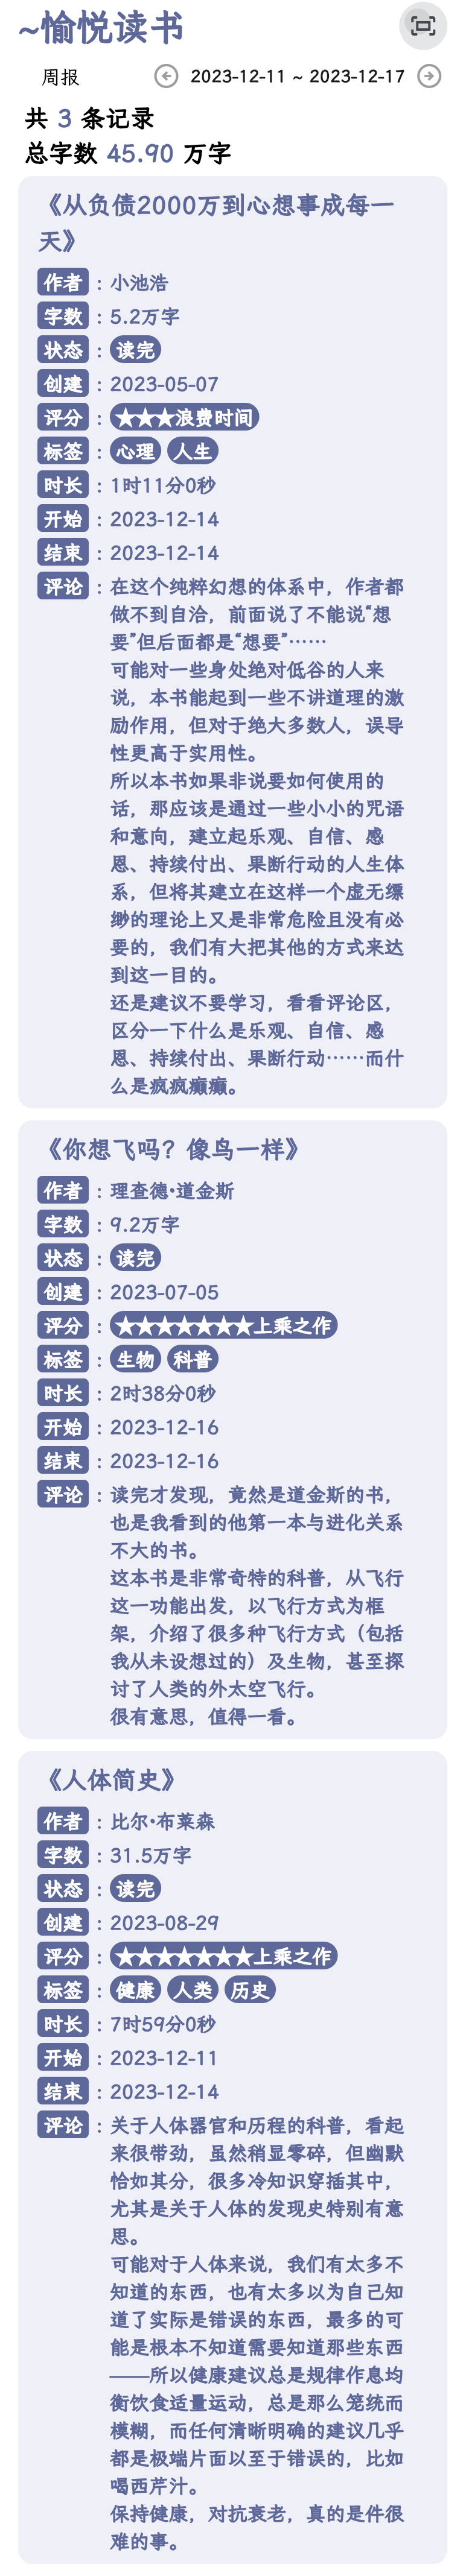 ~愉悦读书
周报 2023-12-11 ~ 2023-12-17
共 3 条记录
总字数 45.90 万字
《从负债2000万到心想事成每一
天》
作者：小池浩
字数：5.2万字
状态：读完
创建：2023-05-07
评分：★★★浪费时间
标签：心理 人生
时长：1时11分0秒
开始：2023-12-14
结束：2023-12-14
评论：在这个纯粹幻想的体系中，作者都
做不到自洽，前面说了不能说“想
要”但后面都是“想要”……
可能对一些身处绝对低谷的人来
说，本书能起到一些不讲道理的激
励作用，但对于绝大多数人，误导
性更高于实用性。
所以本书如果非说要如何使用的
话，那应该是通过一些小小的咒语
和意向，建立起乐观、自信、感
恩、持续付出、果断行动的人生体
系，但将其建立在这样一个虚无缥
缈的理论上又是非常危险且没有必
要的，我们有大把其他的方式来达
到这一目的。
还是建议不要学习，看看评论区，
区分一下什么是乐观、自信、感
恩、持续付出、果断行动……而什
么是疯疯癫癫。
《你想飞吗？像鸟一样》
作者：理查德·道金斯
字数：9.2万字
状态：读完
创建：2023-07-05
评分：★★★★★★★上乘之作
标签：生物 科普
时长：2时38分0秒
开始：2023-12-16
结束：2023-12-16
评论：读完才发现，竟然是道金斯的书，
也是我看到的他第一本与进化关系
不大的书。
这本书是非常奇特的科普，从飞行
这一功能出发，以飞行方式为框
架，介绍了很多种飞行方式（包括
我从未设想过的）及生物，甚至探
讨了人类的外太空飞行。
很有意思，值得一看。
《人体简史》
作者：比尔·布莱森
字数：31.5万字
状态：读完
创建：2023-08-29
评分：★★★★★★★上乘之作
标签：健康 人类 历史
时长：7时59分0秒
开始：2023-12-11
结束：2023-12-14
评论：关于人体器官和历程的科普，看起
来很带劲，虽然稍显零碎，但幽默
恰如其分，很多冷知识穿插其中，
尤其是关于人体的发现史特别有意
思。
可能对于人体来说，我们有太多不
知道的东西，也有太多以为自己知
道了实际是错误的东西，最多的可
能是根本不知道需要知道那些东西
——所以健康建议总是规律作息均
衡饮食适量运动，总是那么笼统而
模糊，而任何清晰明确的建议几乎
都是极端片面以至于错误的，比如
喝西芹汁。
保持健康，对抗衰老，真的是件很
难的事。